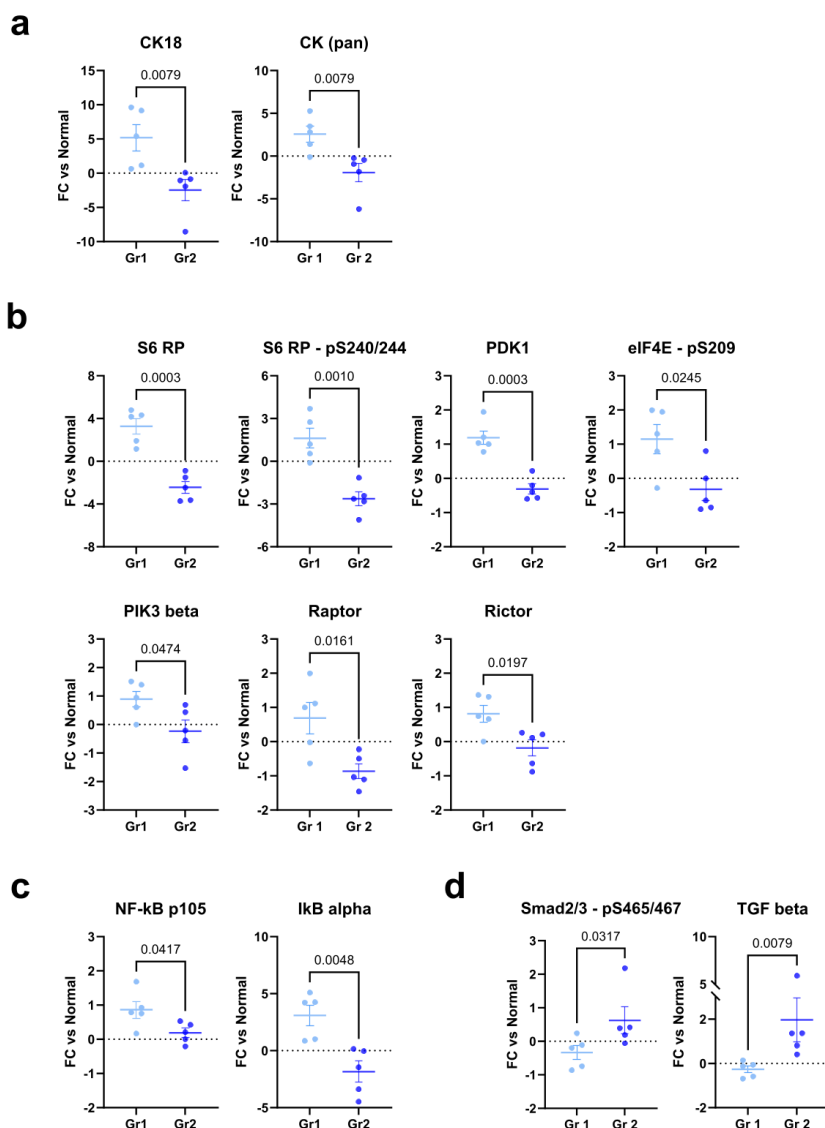 a
CK18
CK (pan)
0.0079
0.0079
FC vs Normal
15
10
5
0
-5
-10
Gr1
Gr2
FC vs Normal
10
5
0
-5
-10
Gr 1
Gr 2
b
S6 RP
S6 RP - pS240/244
PDK1
eIF4E - pS209
0.0003
0.0010
0.0003
0.0245
FC vs Normal
8
4
0
-4
-8
Gr1
Gr2
FC vs Normal
6
3
0
-3
-6
Gr1
Gr2
FC vs Normal
3
2
1
0
-1
-2
Gr1
Gr2
FC vs Normal
3
2
1
0
-1
-2
Gr1
Gr2
PIK3 beta
Raptor
Rictor
0.0474
0.0161
0.0197
FC vs Normal
3
2
1
0
-1
-2
-3
Gr1
Gr2
FC vs Normal
3
2
1
0
-1
-2
Gr 1
Gr 2
FC vs Normal
3
2
1
0
-1
-2
Gr1
Gr2
c
NF-kB p105
IkB alpha
0.0417
0.0048
FC vs Normal
3
2
1
0
-1
-2
Gr1
Gr2
FC vs Normal
10
5
0
-5
Gr1
Gr2
d
Smad2/3 - pS465/467
TGF beta
0.0317
0.0079
FC vs Normal
3
2
1
0
-1
-2
Gr 1
Gr 2
FC vs Normal
10
5
2
0
-2
Gr 1
Gr 2